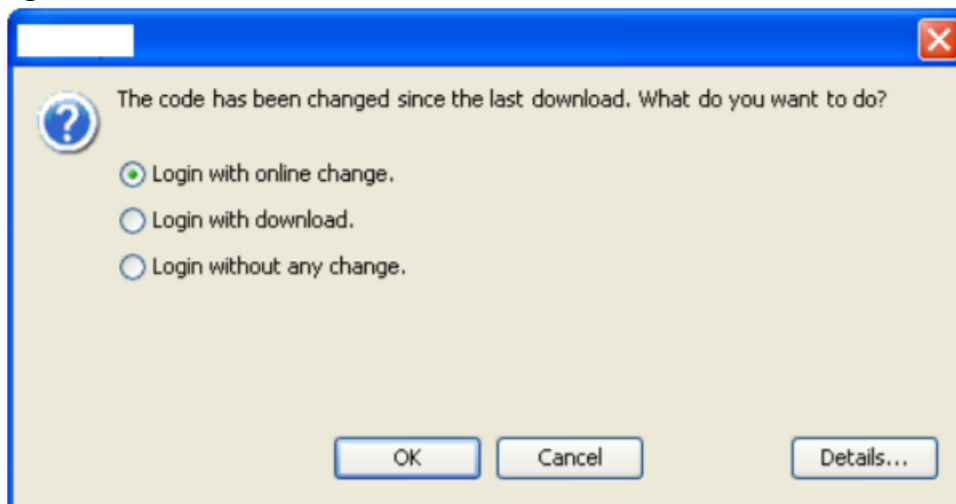 The code has been changed since the last download. What do you want to do?
Login with online change.
Login with download.
Login without any change.
OK Cancel Details...